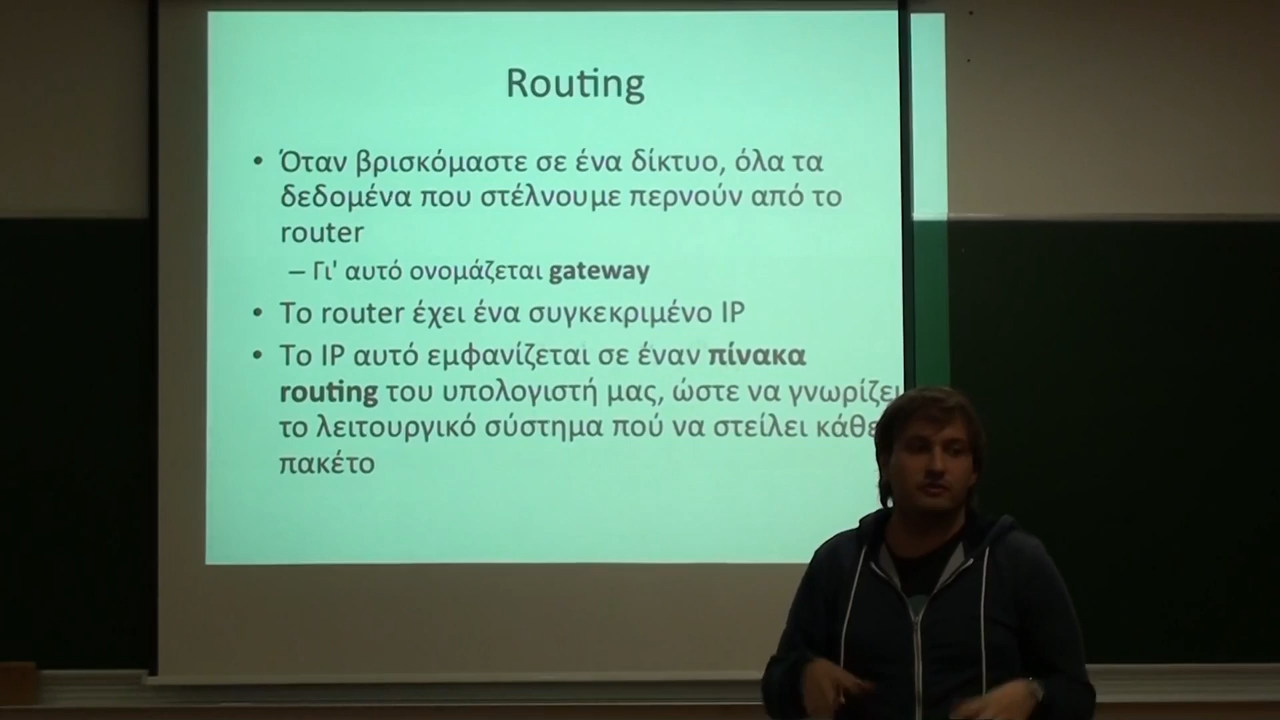 Routing
• Όταν βρισκόμαστε σε ένα δίκτυο, όλα τα
δεδομένα που στέλνουμε περνούν από το
router
– Γι' αυτό ονομάζεται gateway
• Το router έχει ένα συγκεκριμένο IP
• Το IP αυτό εμφανίζεται σε έναν πίνακα
routing του υπολογιστή μας, ώστε να γνωρίζει
το λειτουργικό σύστημα πού να στείλει κάθε
πακέτο